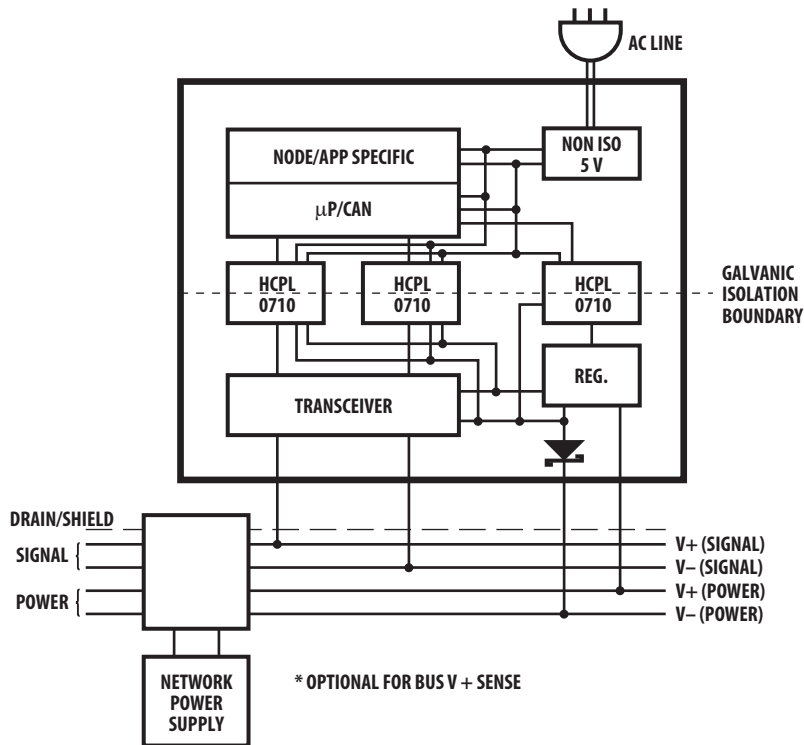 AC LINE
NODE/APP SPECIFIC
NON ISO
5 V
μP/CAN
HCPL
0710
HCPL
0710
HCPL
0710
GALVANIC
ISOLATION
BOUNDARY
REG.
TRANSCEIVER
DRAIN/SHIELD
SIGNAL
POWER
V+ (SIGNAL)
V– (SIGNAL)
V+ (POWER)
V– (POWER)
NETWORK
POWER
SUPPLY
* OPTIONAL FOR BUS V + SENSE